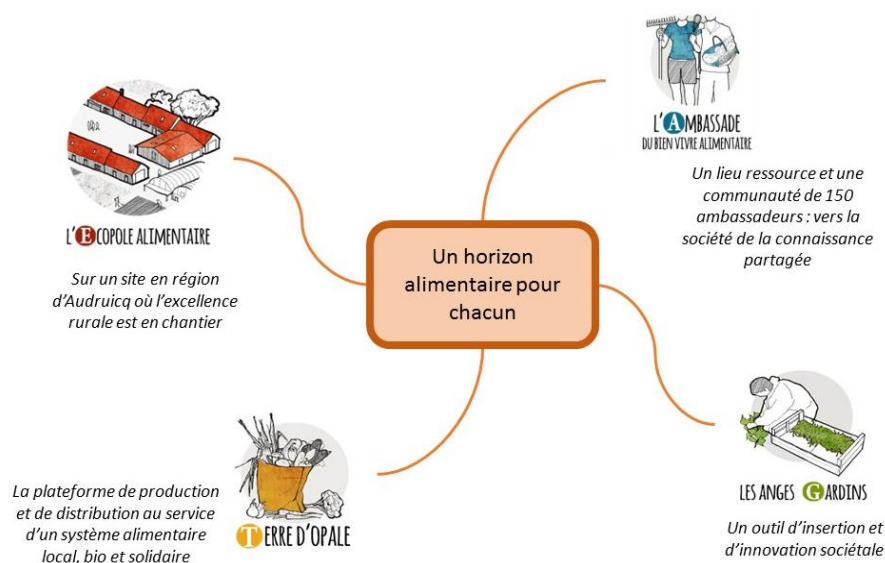 L'AMBASSADE
DU BIEN VIVRE ALIMENTAIRE
Un lieu ressource et une
communauté de 150
ambassadeurs : vers la
société de la connaissance
partagée
L'ECOPOLE ALIMENTAIRE
Sur un site en région
d'Audruicq où l'excellence
rurale est en chantier
Un horizon
alimentaire pour
chacun
TERRE D'OPALE
La plateforme de production
et de distribution au service
d'un système alimentaire
local, bio et solidaire
LES ANGES GARDINS
Un outil d'insertion et
d'innovation sociétale